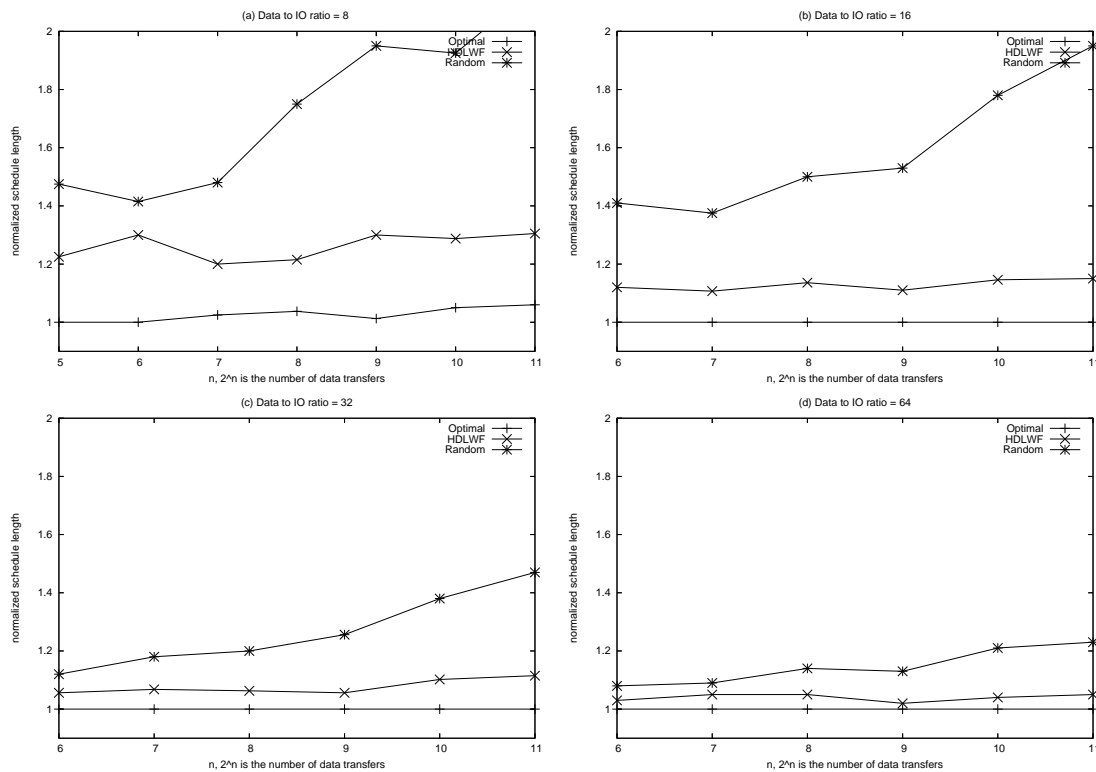 (a) Data to IO ratio = 8
normalized schedule length
2
1.8
1.6
1.4
1.2
1
5 6 7 8 9 10 11
n, 2^n is the number of data transfers
Optimal
HDLWF
Random
(b) Data to IO ratio = 16
normalized schedule length
2
1.8
1.6
1.4
1.2
1
6 7 8 9 10 11
n, 2^n is the number of data transfers
Optimal
HDLWF
Random
(c) Data to IO ratio = 32
normalized schedule length
2
1.8
1.6
1.4
1.2
1
6 7 8 9 10 11
n, 2^n is the number of data transfers
Optimal
HDLWF
Random
(d) Data to IO ratio = 64
normalized schedule length
2
1.8
1.6
1.4
1.2
1
6 7 8 9 10 11
n, 2^n is the number of data transfers
Optimal
HDLWF
Random